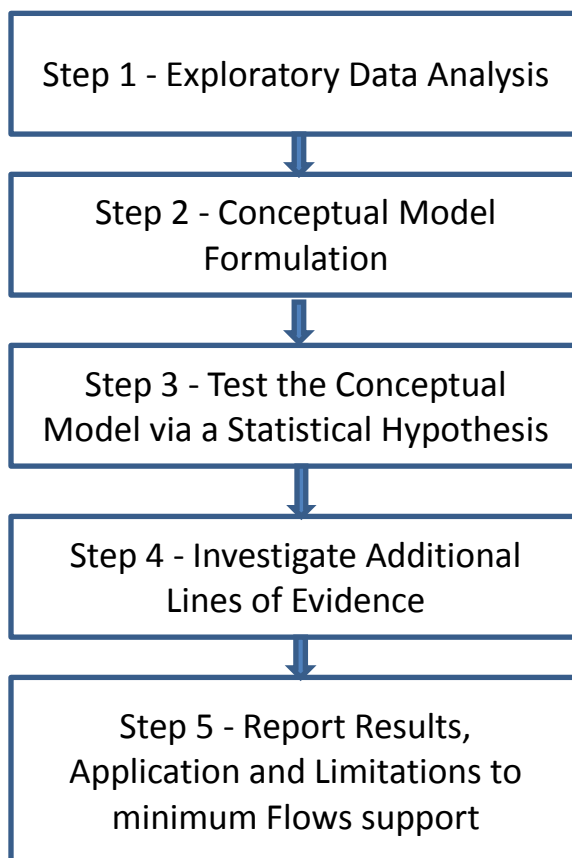 Step 1 - Exploratory Data Analysis
Step 2 - Conceptual Model
Formulation
Step 3 - Test the Conceptual
Model via a Statistical Hypothesis
Step 4 - Investigate Additional
Lines of Evidence
Step 5 - Report Results,
Application and Limitations to
minimum Flows support